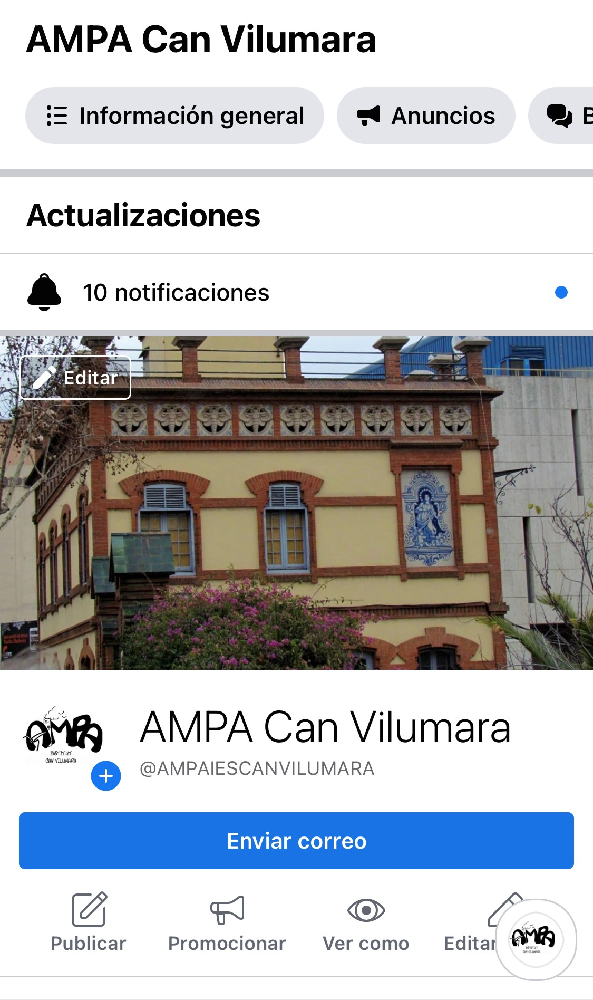 AMPA Can Vilumara
Información general
Anuncios
B
Actualizaciones
10 notificaciones
Editar
AMPA
INSTITUT
CAN VILUMARA
AMPA Can Vilumara
@AMPAIESCANVILUMARA
Enviar correo
Publicar
Promocionar
Ver como
Editar
AMPA
INSTITUT
CAN VILUMARA